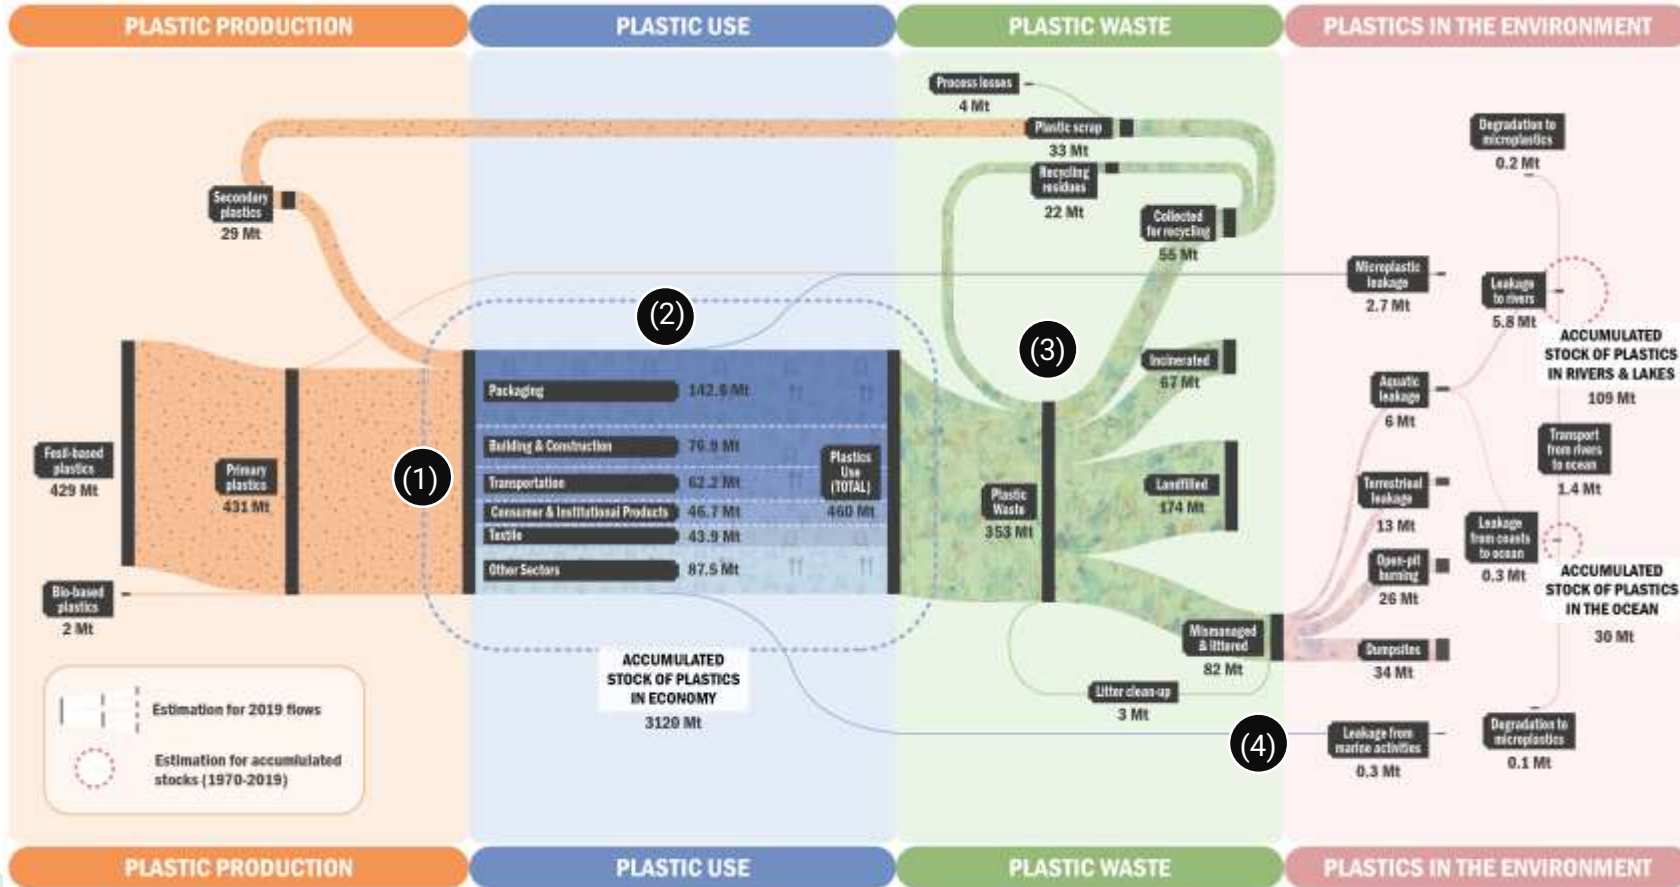 PLASTIC PRODUCTION
PLASTIC USE
PLASTIC WASTE
PLASTICS IN THE ENVIRONMENT
Process losses
4 Mt
Plastic scrap
33 Mt
Recycling
residues
22 Mt
Collected
for recycling
55 Mt
Degradation to
microplastics
0.2 Mt
Secondary
plastics
29 Mt
Microplastic
leakage
2.7 Mt
Leakage
to rivers
5.8 Mt
ACCUMULATED
STOCK OF PLASTICS
IN RIVERS & LAKES
109 Mt
(1)
(2)
(3)
(4)
Fosil-based
plastics
429 Mt
Primary
plastics
431 Mt
Bio-based
plastics
2 Mt
Packaging
142.6 Mt
Building & Construction
76.9 Mt
Transportation
62.2 Mt
Consumer & Institutional Products
46.7 Mt
Textile
43.9 Mt
Other Sectors
87.5 Mt
Plastics
Use
(TOTAL)
460 Mt
Plastic
Waste
353 Mt
Incinerated
67 Mt
Landfilled
174 Mt
Mismanaged
& littered
82 Mt
Litter clean-up
3 Mt
Aquatic
leakage
6 Mt
Terrostrieal
leakage
13 Mt
Open-pit
burning
26 Mt
Dumpsites
34 Mt
Transport
from rivers
to ocean
1.4 Mt
Leakage
from coasts
to ocean
0.3 Mt
ACCUMULATED
STOCK OF PLASTICS
IN THE OCEAN
30 Mt
Leakage from
marine activities
0.3 Mt
Degradation to
microplastics
0.1 Mt
ACCUMULATED
STOCK OF PLASTICS
IN ECONOMY
3120 Mt
Estimation for 2019 flows
Estimation for accumlulated
stocks (1970-2019)
PLASTIC PRODUCTION
PLASTIC USE
PLASTIC WASTE
PLASTICS IN THE ENVIRONMENT